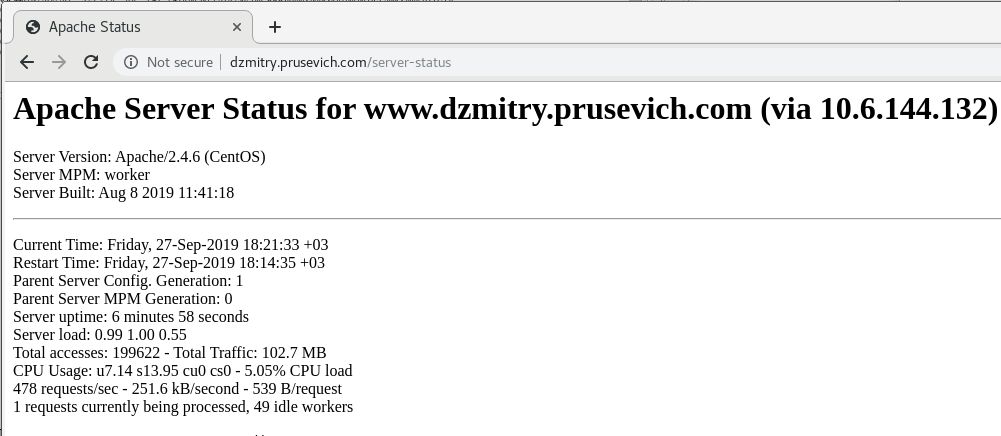 Apache Status
Not secure | dzmitry.prusevich.com/server-status
Apache Server Status for www.dzmitry.prusevich.com (via 10.6.144.132)
Server Version: Apache/2.4.6 (CentOS)
Server MPM: worker
Server Built: Aug 8 2019 11:41:18
Current Time: Friday, 27-Sep-2019 18:21:33 +03
Restart Time: Friday, 27-Sep-2019 18:14:35 +03
Parent Server Config. Generation: 1
Parent Server MPM Generation: 0
Server uptime: 6 minutes 58 seconds
Server load: 0.99 1.00 0.55
Total accesses: 199622 - Total Traffic: 102.7 MB
CPU Usage: u7.14 s13.95 cu0 cs0 - 5.05% CPU load
478 requests/sec - 251.6 kB/second - 539 B/request
1 requests currently being processed, 49 idle workers